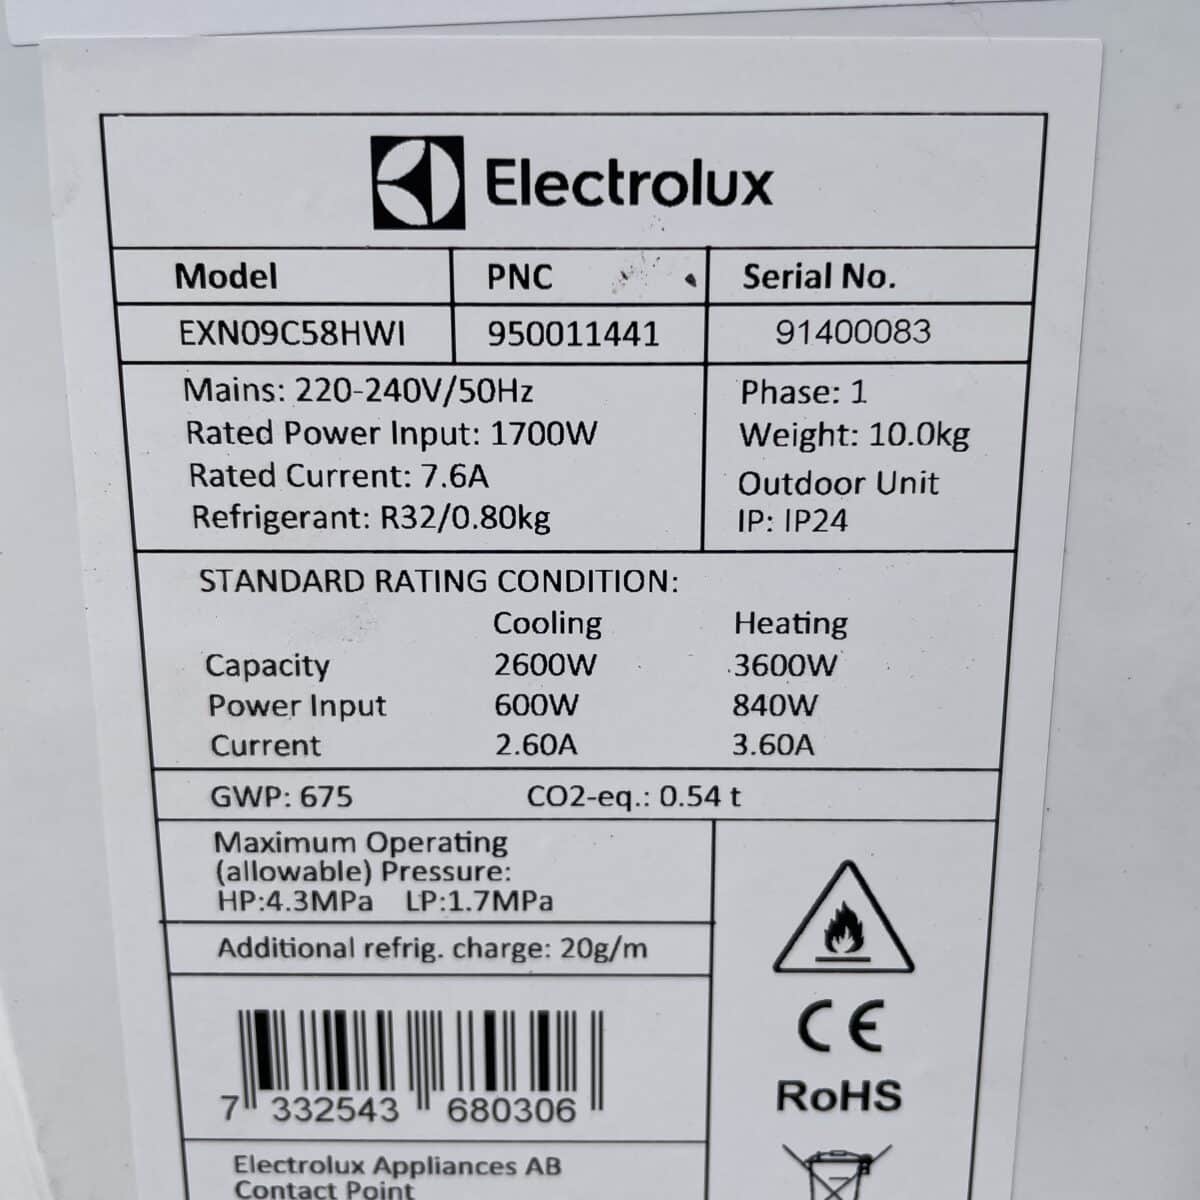 Electrolux
Model PNC Serial No.
EXN09C58HWI 950011441 91400083
Mains: 220-240V/50Hz
Rated Power Input: 1700W
Rated Current: 7.6A
Refrigerant: R32/0.80kg
Phase: 1
Weight: 10.0kg
Outdoor Unit
IP: IP24
STANDARD RATING CONDITION:
Cooling Heating
Capacity 2600W 3600W
Power Input 600W 840W
Current 2.60A 3.60A
GWP: 675 CO2-eq.: 0.54 t
Maximum Operating
(allowable) Pressure:
HP:4.3MPa LP:1.7MPa
Additional refrig. charge: 20g/m
7 332543 680306
CE
RoHS
Electrolux Appliances AB
Contact Point